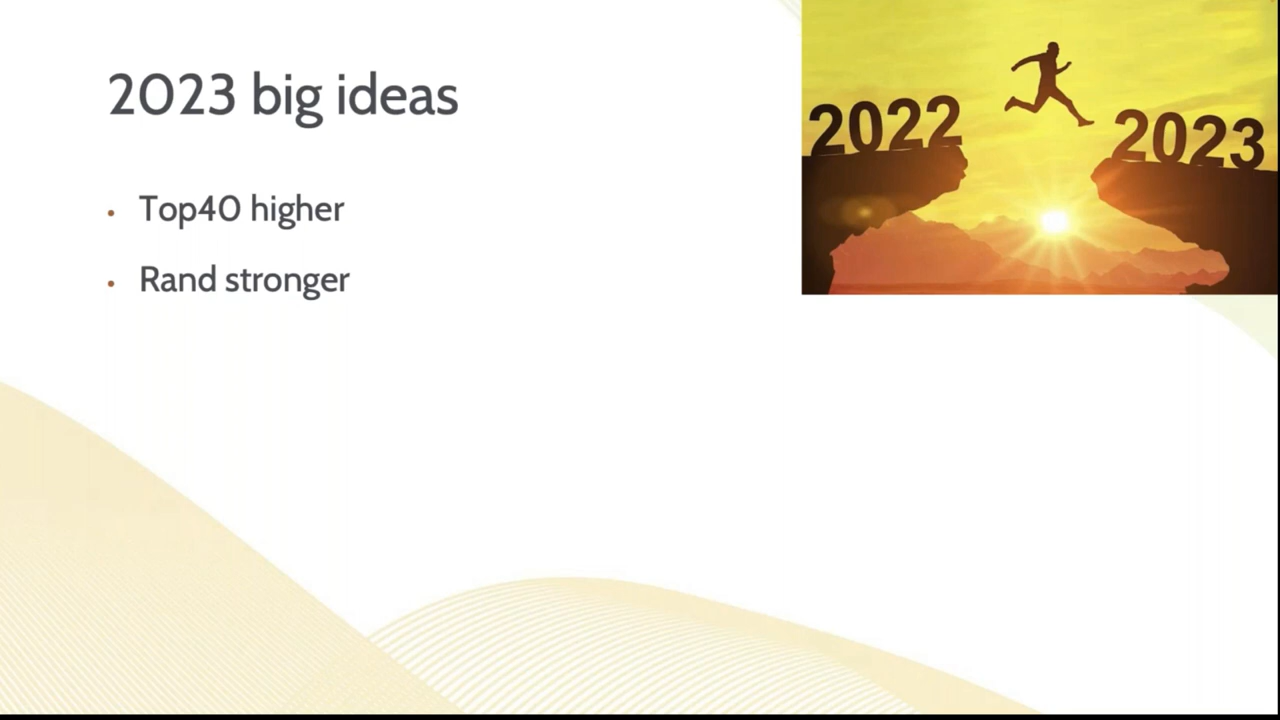 2023 big ideas
Top40 higher
Rand stronger
2022
2023